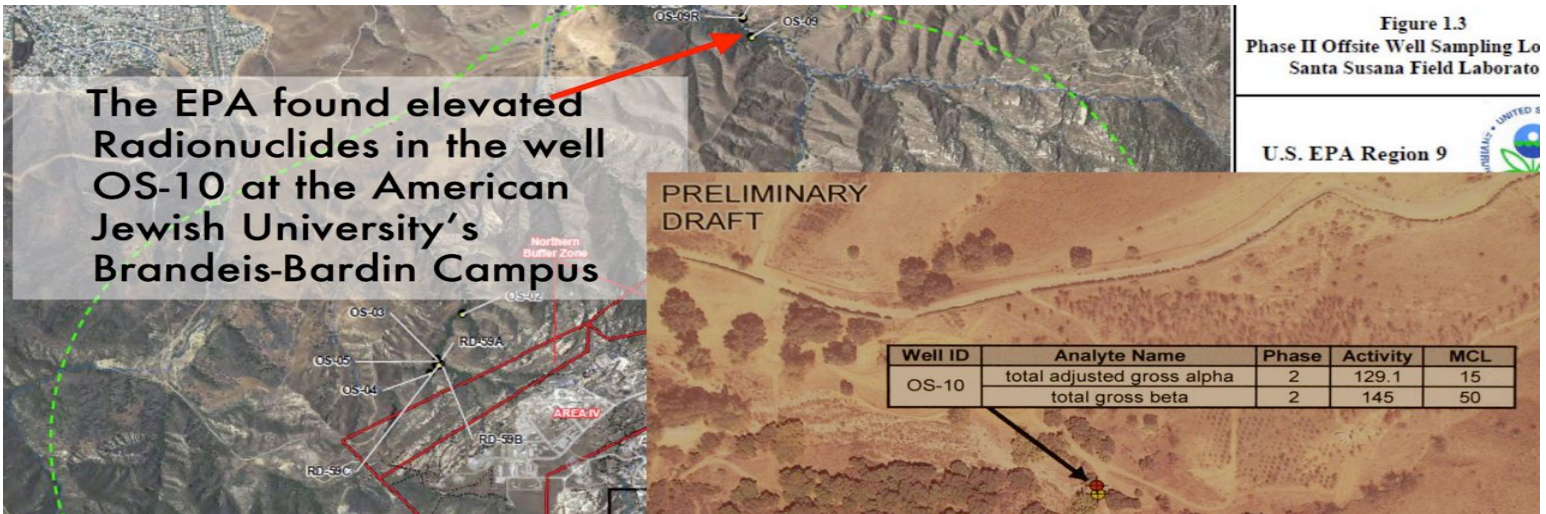 OS-09R
OS-09
The EPA found elevated
Radionuclides in the well
OS-10 at the American
Jewish University's
Brandeis-Bardin Campus
Figure 1.3
Phase II Offsite Well Sampling Lo
Santa Susana Field Laborato
U.S. EPA Region 9
UNITED S
Northern
Buffer Zone
OS-02
OS-03
RD-59A
OS-05
OS-04
AREA IV
RD-59B
RD-59C
PRELIMINARY
DRAFT
Well ID Analyte Name Phase Activity MCL
OS-10 total adjusted gross alpha 2 129.1 15
total gross beta 2 145 50